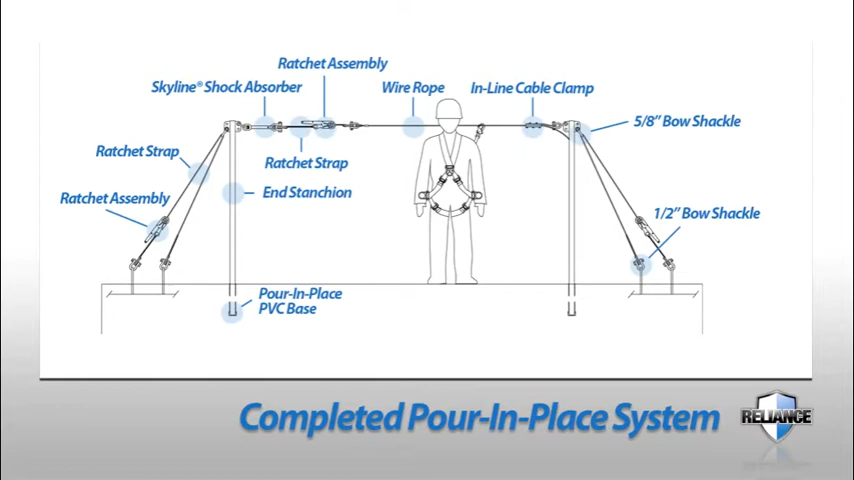 Ratchet Assembly
Skyline® Shock Absorber
Wire Rope
In-Line Cable Clamp
5/8” Bow Shackle
Ratchet Strap
Ratchet Strap
Ratchet Assembly
End Stanchion
1/2” Bow Shackle
Pour-In-Place
PVC Base
Completed Pour-In-Place System
RELIANCE